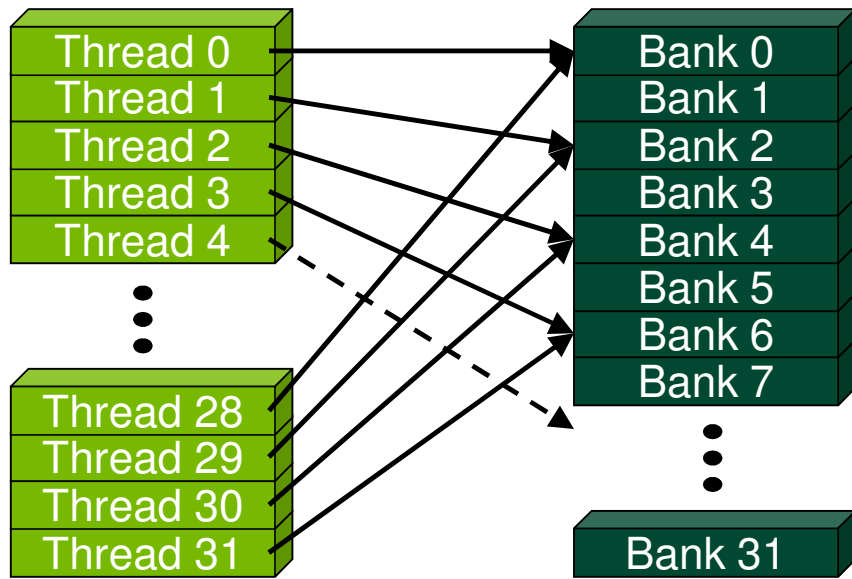 Thread 0
Thread 1
Thread 2
Thread 3
Thread 4
Thread 28
Thread 29
Thread 30
Thread 31
Bank 0
Bank 1
Bank 2
Bank 3
Bank 4
Bank 5
Bank 6
Bank 7
Bank 31